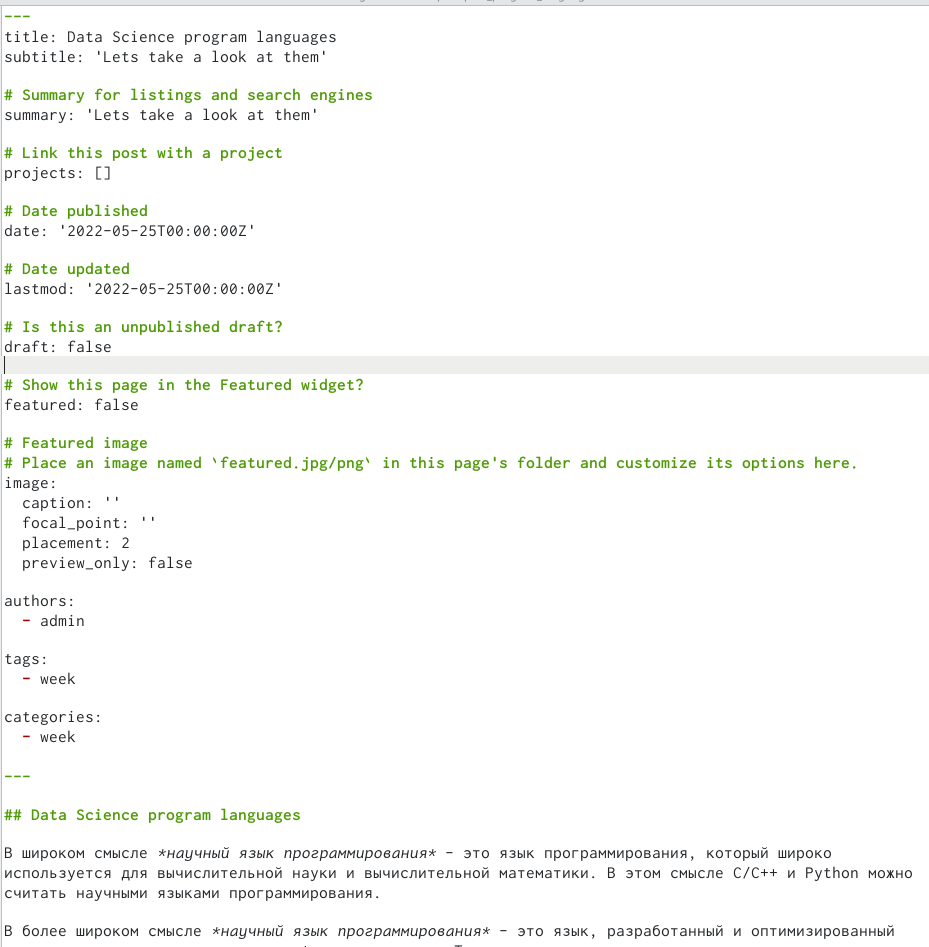 ---
title: Data Science program languages
subtitle: 'Lets take a look at them'
# Summary for listings and search engines
summary: 'Lets take a look at them'
# Link this post with a project
projects: []
# Date published
date: '2022-05-25T00:00:00Z'
# Date updated
lastmod: '2022-05-25T00:00:00Z'
# Is this an unpublished draft?
draft: false
# Show this page in the Featured widget?
featured: false
# Featured image
# Place an image named `featured.jpg/png` in this page's folder and customize its options here.
image:
  caption: ''
  focal_point: ''
  placement: 2
  preview_only: false
authors:
  - admin
tags:
  - week
categories:
  - week
---
## Data Science program languages
В широком смысле *научный язык программирования* - это язык программирования, который широко
используется для вычислительной науки и вычислительной математики. В этом смысле C/C++ и Python можно
считать научными языками программирования.
В более широком смысле *научный язык программирования* - это язык, разработанный и оптимизированный